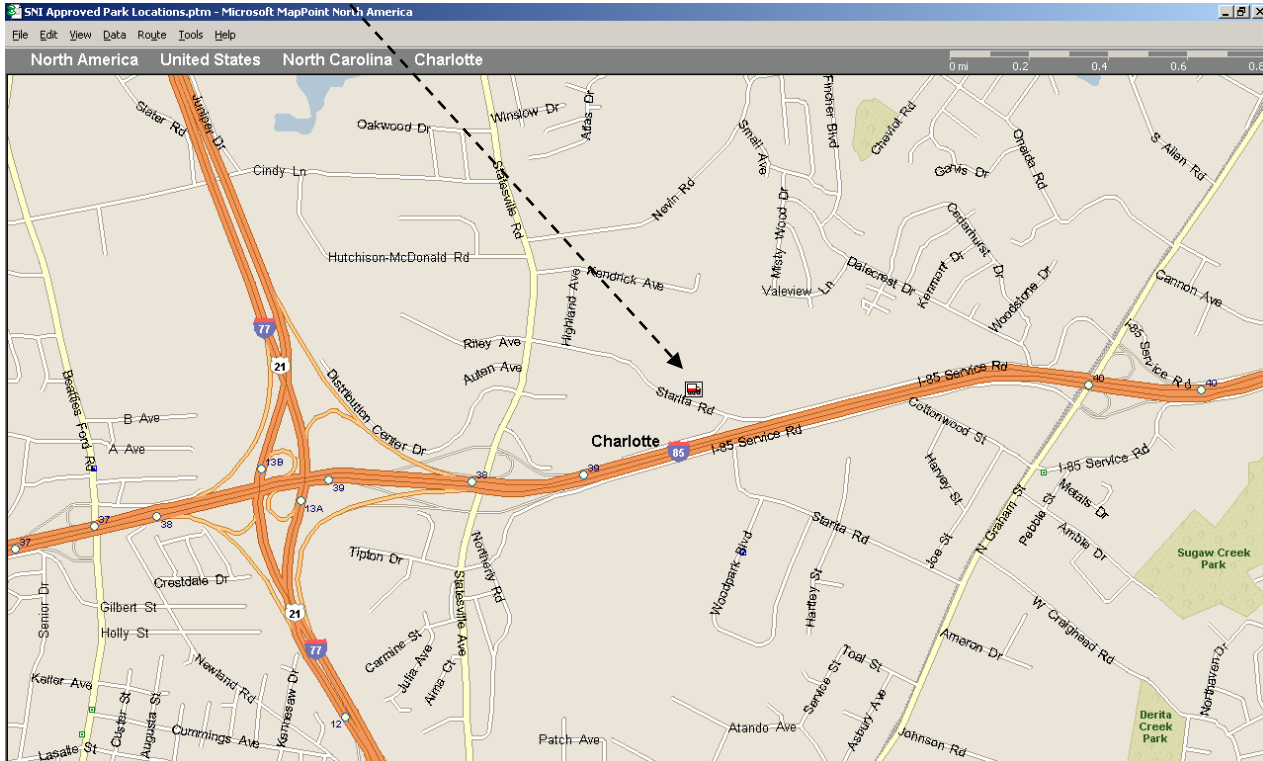 SNI Approved Park Locations.ptm - Microsoft MapPoint North America
File Edit View Data Route Tools Help
North America United States North Carolina Charlotte
0 mi 0.2 0.4 0.6 0.8
Slater Rd
Juniper Dr
Oakwood Dr
Winslow Dr
Atlas Dr
Small Ave
Fincher Blvd
Cheviot Rd
Oneida Rd
S Allen Rd
Cindy Ln
Statesville Rd
Nevin Rd
Garvis Dr
Misty Wood Dr
Cedarhurst Dr
Hutchison-McDonald Rd
Highland Ave
Kendrick Ave
Valeview Ln
Dalecrest Dr
Kenmont Dr
Woodstone Dr
Cannon Ave
77
21
Riley Ave
Auten Ave
I-85 Service Rd
I-85 Service Rd
40
40
Beatties Ford Rd
Distribution Center Dr
Starita Rd
B Ave
A Ave
Charlotte
85
I-85 Service Rd
Cottonwood St
13B
39
38
39
13A
Harvey St
I-85 Service Rd
Metals Dr
37
38
37
Pebble St
Amble Dr
N Graham St
Starita Rd
Joe St
Sugaw Creek
Park
Tipton Dr
Northerly Rd
Woodpark Blvd
Hartley St
Crestdale Dr
Senior Dr
Gilbert St
Holly St
21
77
Statesville Ave
Carmine St
Julia Ave
Alma Ct
W Craighead Rd
Ameron Dr
Toal St
Service St
Newland Rd
Kennesaw Dr
Keller Ave
Custer St
Augusta St
Cummings Ave
12
Lasalle St
Patch Ave
Atando Ave
Asbury Ave
Johnson Rd
Northaven Dr
Derita
Creek
Park